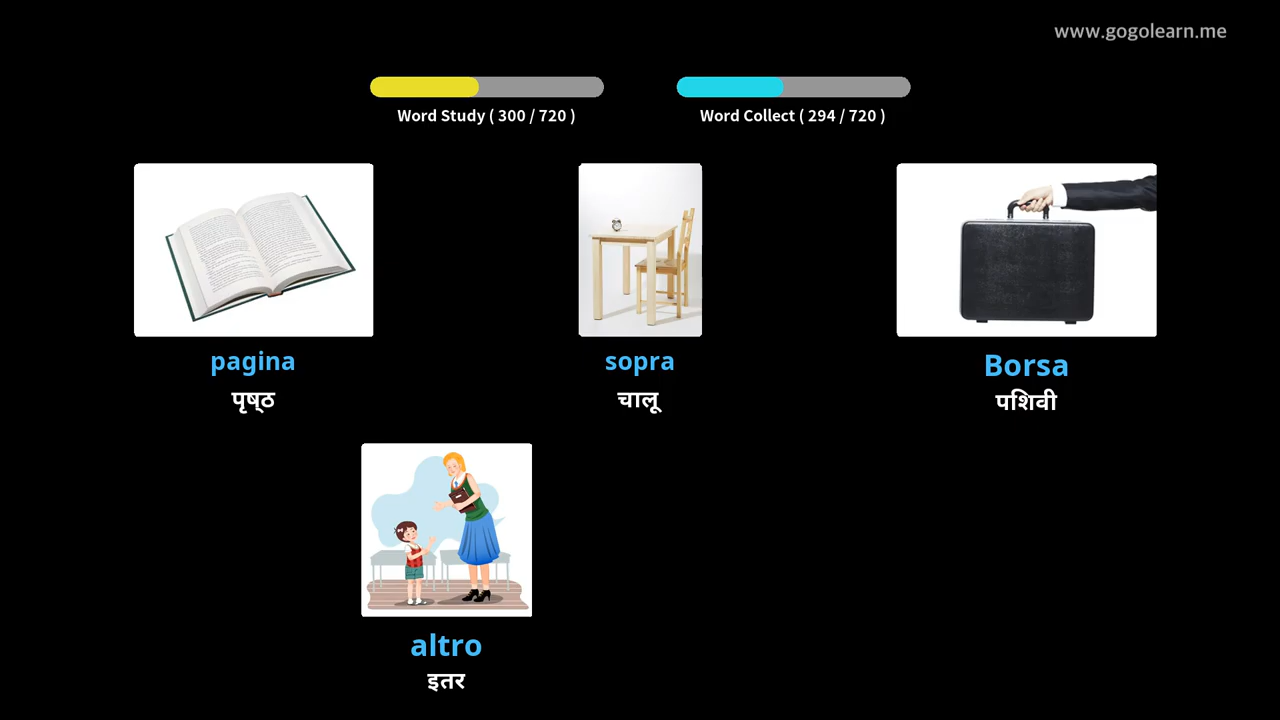 www.gogolearn.me
Word Study ( 300 / 720 )
Word Collect ( 294 / 720 )
pagina
पृष्ठ
sopra
चालू
Borsa
पशिवी
altro
इतर